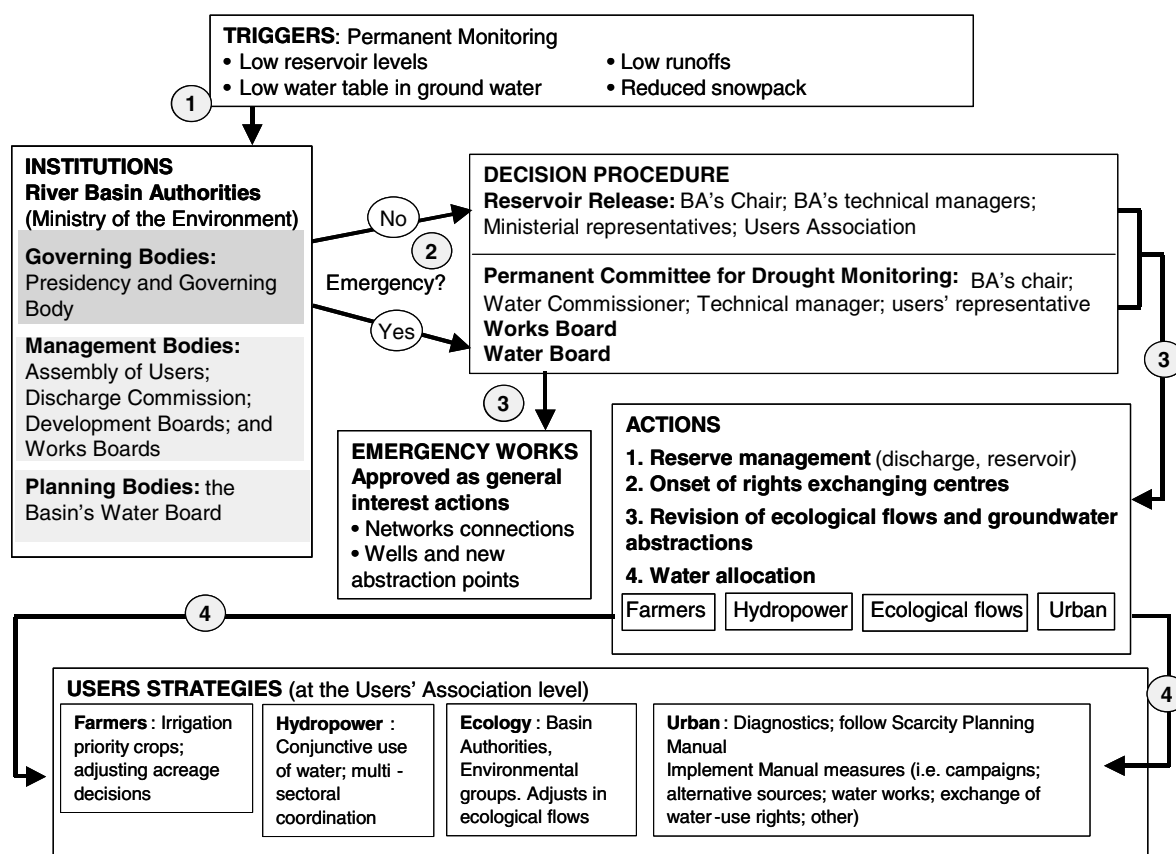 TRIGGERS: Permanent Monitoring
• Low reservoir levels
• Low runoffs
• Low water table in ground water
• Reduced snowpack
1
INSTITUTIONS
River Basin Authorities
(Ministry of the Environment)
Governing Bodies:
Presidency and Governing
Body
Management Bodies:
Assembly of Users;
Discharge Commission;
Development Boards; and
Works Boards
Planning Bodies: the
Basin's Water Board
No
2
Emergency?
Yes
DECISION PROCEDURE
Reservoir Release: BA's Chair; BA's technical managers;
Ministerial representatives; Users Association
Permanent Committee for Drought Monitoring: BA's chair;
Water Commissioner; Technical manager; users' representative
Works Board
Water Board
3
3
EMERGENCY WORKS
Approved as general
interest actions
• Networks connections
• Wells and new
abstraction points
ACTIONS
1. Reserve management (discharge, reservoir)
2. Onset of rights exchanging centres
3. Revision of ecological flows and groundwater
abstractions
4. Water allocation
Farmers
Hydropower
Ecological flows
Urban
4
4
USERS STRATEGIES (at the Users' Association level)
Farmers : Irrigation
priority crops;
adjusting acreage
decisions
Hydropower :
Conjunctive use
of water; multi -
sectoral
coordination
Ecology : Basin
Authorities,
Environmental
groups. Adjusts in
ecological flows
Urban : Diagnostics; follow Scarcity Planning
Manual
Implement Manual measures (i.e. campaigns;
alternative sources; water works; exchange of
water-use rights; other)